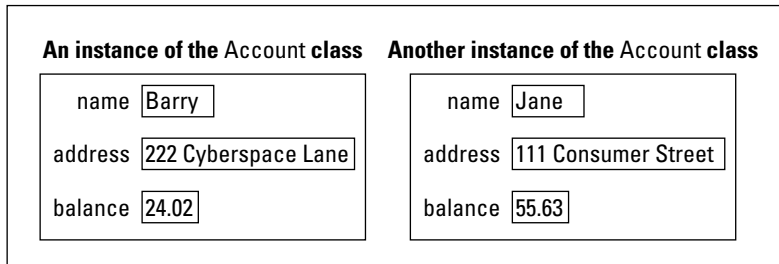 An instance of the Account class
Another instance of the Account class
name Barry
address 222 Cyberspace Lane
balance 24.02
name Jane
address 111 Consumer Street
balance 55.63